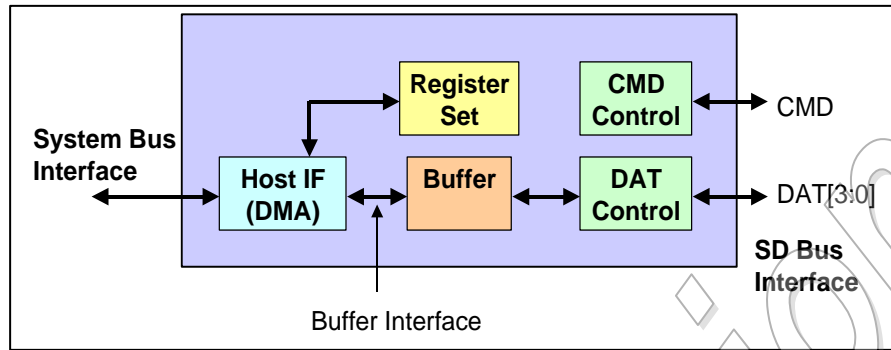 Register
Set
CMD
Control
CMD
System Bus
Interface
Host IF
(DMA)
Buffer
DAT
Control
DAT[3:0]
SD Bus
Interface
Buffer Interface